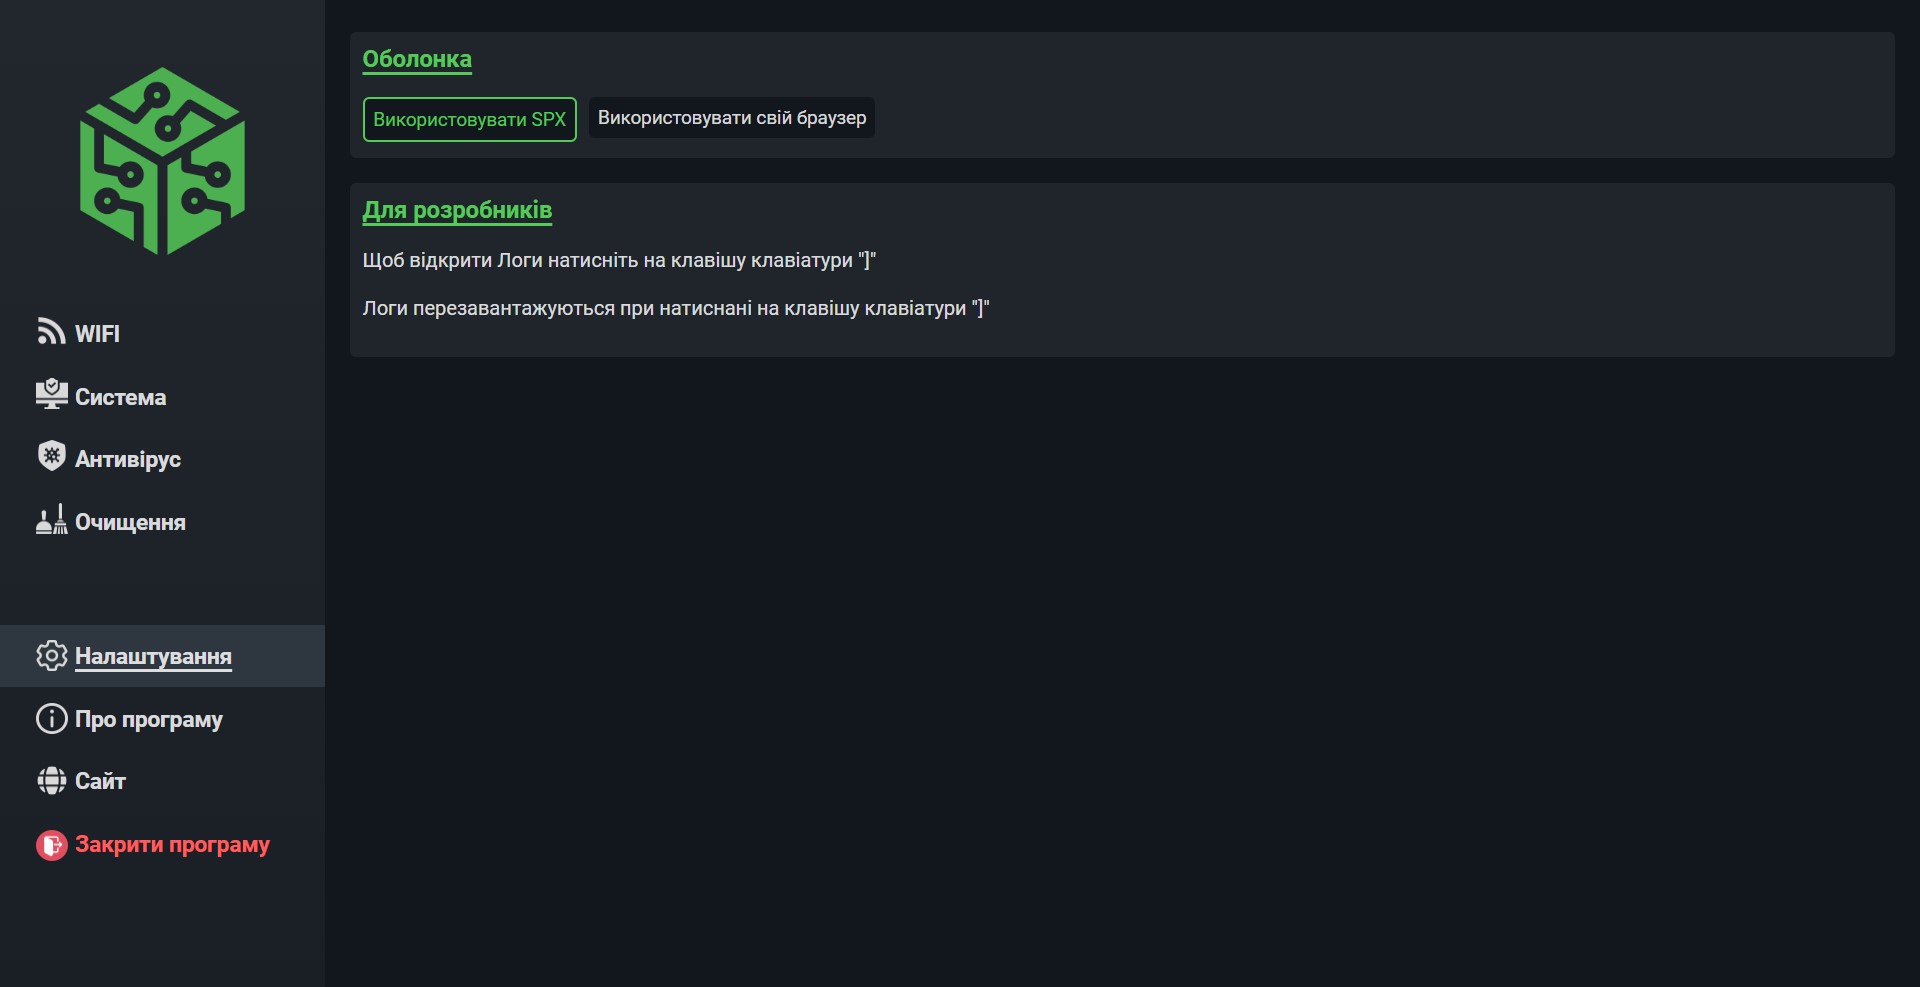 WIFI
Система
Антивірус
Очищення
Налаштування
Про програму
Сайт
Закрити програму
Оболонка
Використовувати SPX
Використовувати свій браузер
Для розробників
Щоб відкрити Логи натисніть на клавішу клавіатури "]"
Логи перезавантажуються при натиснані на клавішу клавіатури "]"